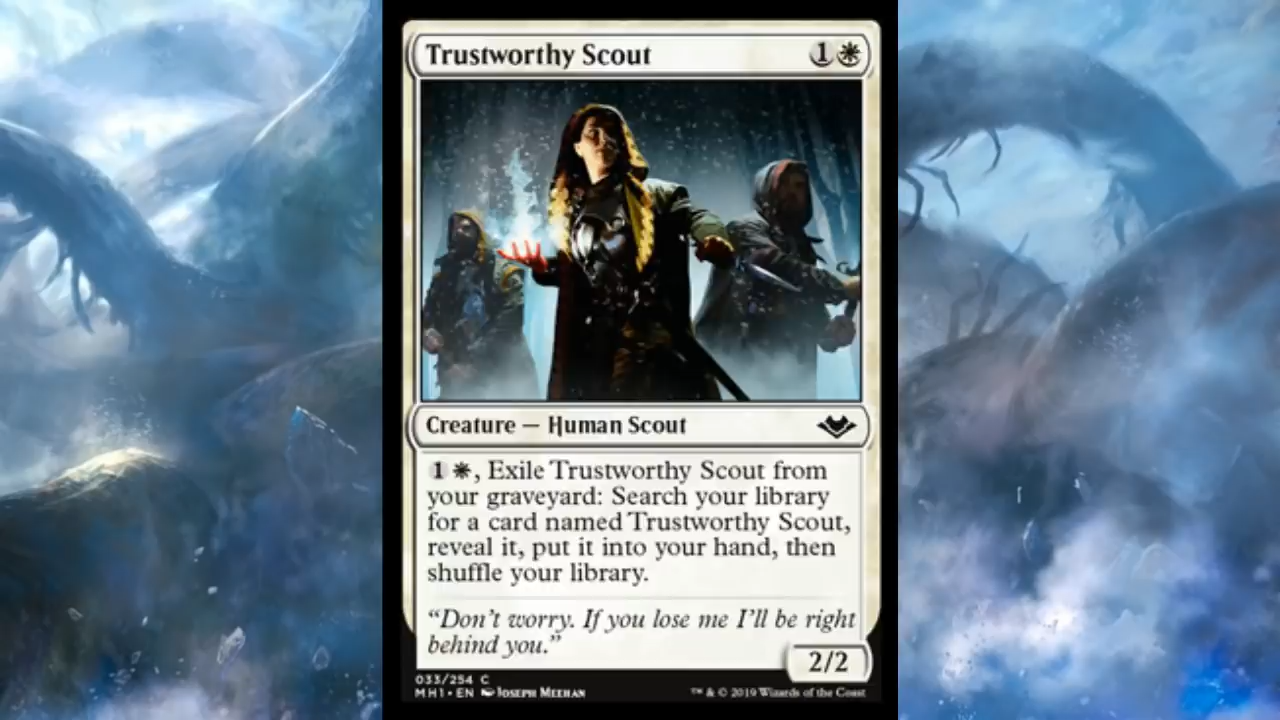 Trustworthy Scout 1
Creature — Human Scout
1 , Exile Trustworthy Scout from
your graveyard: Search your library
for a card named Trustworthy Scout,
reveal it, put it into your hand, then
shuffle your library.
“Don’t worry. If you lose me I’ll be right
behind you.”
2/2
033/254 C
MH1 • EN Joseph Meehan
™ & © 2019 Wizards of the Coast